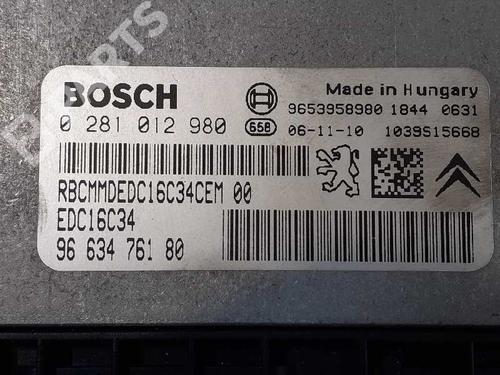 BOSCH
Made in Hungary
9653958980 1844 0631
0 281 012 980
658
06-11-10
1039S15668
RBCMMDEDC16C34CEM 00
EDC16C34
96 634 761 80